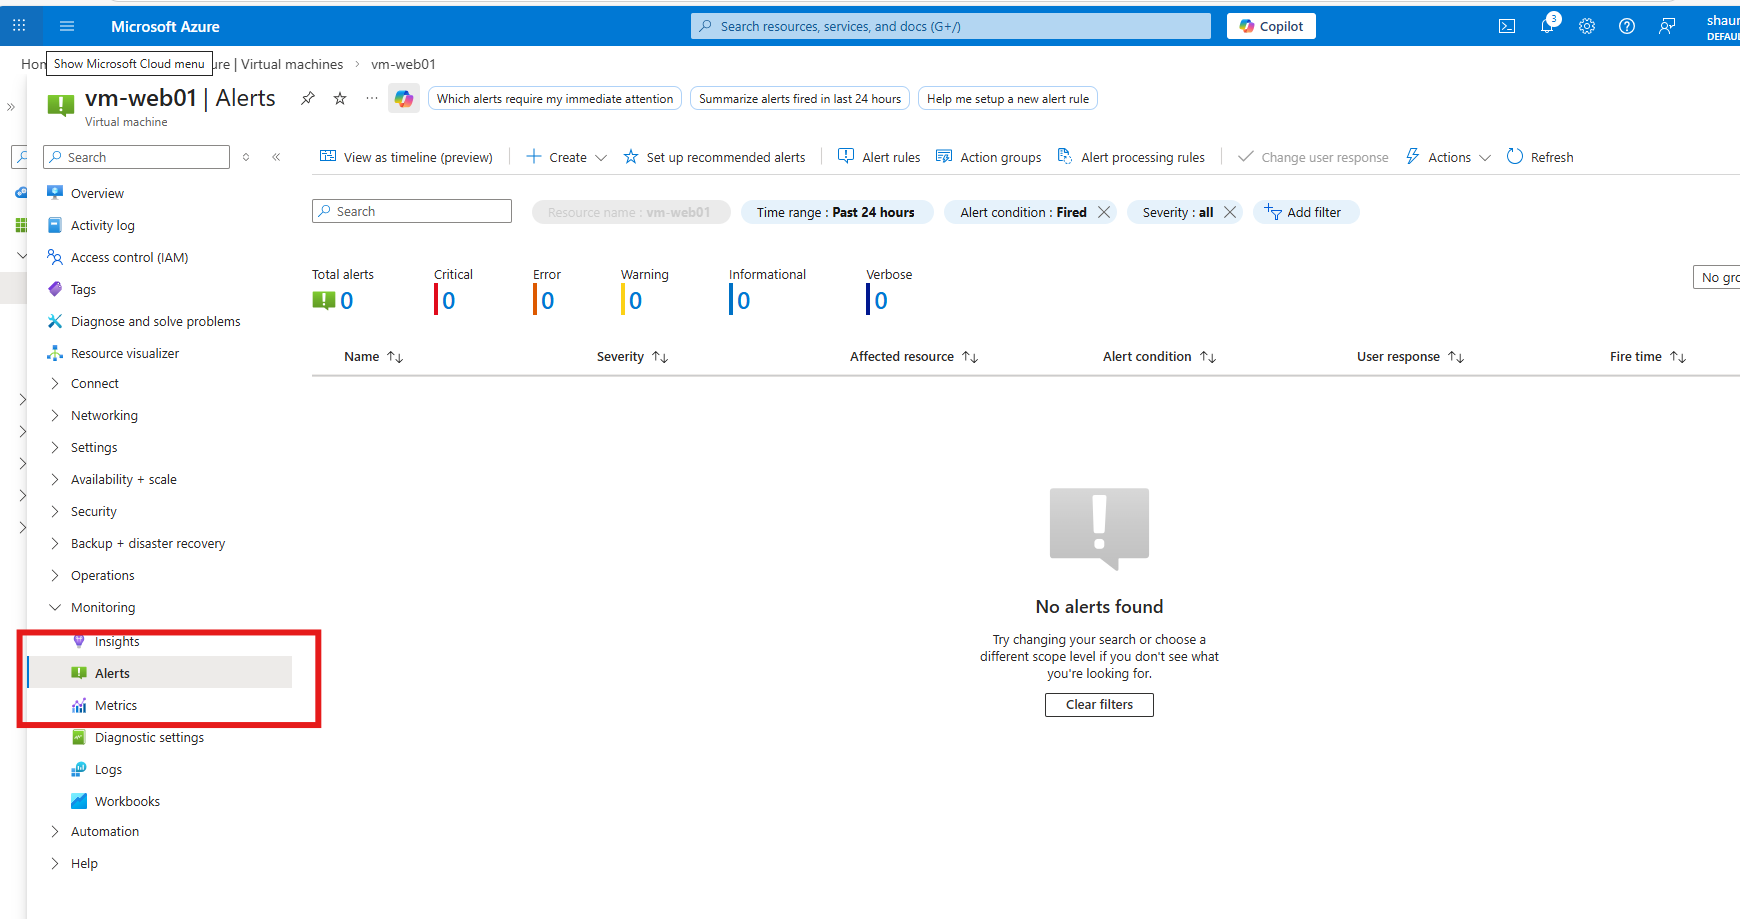 Microsoft Azure
Search resources, services, and docs (G+/)
Copilot
3
shaun
DEFAUL
Hom
Show Microsoft Cloud menu
ure | Virtual machines > vm-web01
vm-web01 | Alerts
Virtual machine
Which alerts require my immediate attention
Summarize alerts fired in last 24 hours
Help me setup a new alert rule
Search
View as timeline (preview)
Create
Set up recommended alerts
Alert rules
Action groups
Alert processing rules
Change user response
Actions
Refresh
Overview
Activity log
Access control (IAM)
Tags
Diagnose and solve problems
Resource visualizer
Connect
Networking
Settings
Availability + scale
Security
Backup + disaster recovery
Operations
Monitoring
Insights
Alerts
Metrics
Diagnostic settings
Logs
Workbooks
Automation
Help
Search
Resource name : vm-web01
Time range : Past 24 hours
Alert condition : Fired
Severity : all
Add filter
Total alerts
0
Critical
0
Error
0
Warning
0
Informational
0
Verbose
0
No gro
Name
Severity
Affected resource
Alert condition
User response
Fire time
No alerts found
Try changing your search or choose a
different scope level if you don't see what
you're looking for.
Clear filters